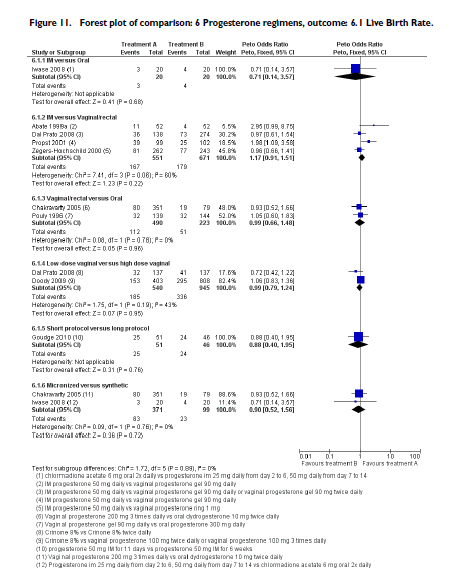 Figure 11. Forest plot of comparison: 6 Progesterone regimens, outcome: 6.1 Live Birth Rate.
Treatment A Treatment B Peto Odds Ratio Peto Odds Ratio
Study or Subgroup Events Total Events Total Weight Peto, Fixed, 95% CI Peto, Fixed, 95% CI
6.1.1 IM versus Oral
Iwase 2008 (1) 3 20 4 20 100.0% 0.71 [0.14, 3.57]
Subtotal (95% CI) 20 20 100.0% 0.71 [0.14, 3.57]
Total events 3 4
Heterogeneity: Not applicable
Test for overall effect: Z = 0.41 (P = 0.68)
6.1.2 IM versus Vaginal/rectal
Abate 1999a (2) 11 52 4 52 5.5% 2.95 [0.99, 8.75]
Dal Prato 2008 (3) 36 138 73 274 25.5% 0.97 [0.61, 1.54]
Propst 2001 (4) 39 99 25 102 18.5% 1.98 [1.09, 3.58]
Zegers-Hochschild 2000 (5) 81 262 77 243 50.5% 0.96 [0.66, 1.41]
Subtotal (95% CI) 551 671 100.0% 1.17 [0.91, 1.51]
Total events 167 179
Heterogeneity: Chi² = 7.41, df = 3 (P = 0.06); I² = 60%
Test for overall effect: Z = 1.23 (P = 0.22)
6.1.3 Vaginal/rectal versus Oral
Chakravarty 2005 (6) 80 351 19 79 48.0% 0.93 [0.52, 1.66]
Pouly 1996 (7) 32 139 32 144 52.0% 1.05 [0.60, 1.83]
Subtotal (95% CI) 490 223 100.0% 0.99 [0.66, 1.48]
Total events 112 51
Heterogeneity: Chi² = 0.08, df = 1 (P = 0.78); I² = 0%
Test for overall effect: Z = 0.05 (P = 0.96)
6.1.4 Low-dose vaginal versus high dose vaginal
Dal Prato 2008 (8) 32 137 41 137 17.6% 0.72 [0.42, 1.22]
Doody 2009 (9) 153 403 295 808 82.4% 1.06 [0.83, 1.36]
Subtotal (95% CI) 540 945 100.0% 0.99 [0.79, 1.24]
Total events 185 336
Heterogeneity: Chi² = 1.75, df = 1 (P = 0.19); I² = 43%
Test for overall effect: Z = 0.07 (P = 0.95)
6.1.5 Short protocol versus long protocol
Goudge 2010 (10) 25 51 24 46 100.0% 0.88 [0.40, 1.95]
Subtotal (95% CI) 51 46 100.0% 0.88 [0.40, 1.95]
Total events 25 24
Heterogeneity: Not applicable
Test for overall effect: Z = 0.31 (P = 0.76)
6.1.6 Micronized versus synthetic
Chakravarty 2005 (11) 80 351 19 79 88.6% 0.93 [0.52, 1.66]
Iwase 2008 (12) 3 20 4 20 11.4% 0.71 [0.14, 3.57]
Subtotal (95% CI) 371 99 100.0% 0.90 [0.52, 1.56]
Total events 83 23
Heterogeneity: Chi² = 0.09, df = 1 (P = 0.76); I² = 0%
Test for overall effect: Z = 0.36 (P = 0.72)
0.01 0.1 1 10 100
Favours treatment B Favours treatment A
Test for subgroup differences: Chi² = 1.72, df = 5 (P = 0.89), I² = 0%
(1) chlormadione acetate 6 mg oral 2x daily vs progesterone im 25 mg daily from day 2 to 6, 50 mg daily from day 7 to 14
(2) IM progesterone 50 mg daily vs vaginal progesterone gel 90 mg daily
(3) IM progesterone 50 mg daily vs vaginal progesterone gel 90 mg daily or vaginal progesterone gel 90 mg twice daily
(4) IM progesterone 50 mg daily vs vaginal progesterone gel 90 mg daily
(5) IM progesterone 50 mg daily vs vaginal progesterone ring 1 mg
(6) Vaginal progesterone 200 mg 3 times daily vs oral dydrogesterone 10 mg twice daily
(7) Vaginal progesterone gel 90 mg daily vs oral progesterone 300 mg daily
(8) Crinone 8% vs Crinone 8% twice daily
(9) Crinone 8% vs vaginal progesterone 100 mg twice daily or vaginal progesterone 100 mg 3 times daily
(10) progesterone 50 mg IM for 11 days vs progesterone 50 mg IM for 6 weeks
(11) Vaginal progesterone 200 mg 3 times daily vs oral dydrogesterone 10 mg twice daily
(12) Progesterone im 25 mg daily from day 2 to 6, 50 mg daily from day 7 to 14 vs chlormadione acetate 6 mg oral 2x daily